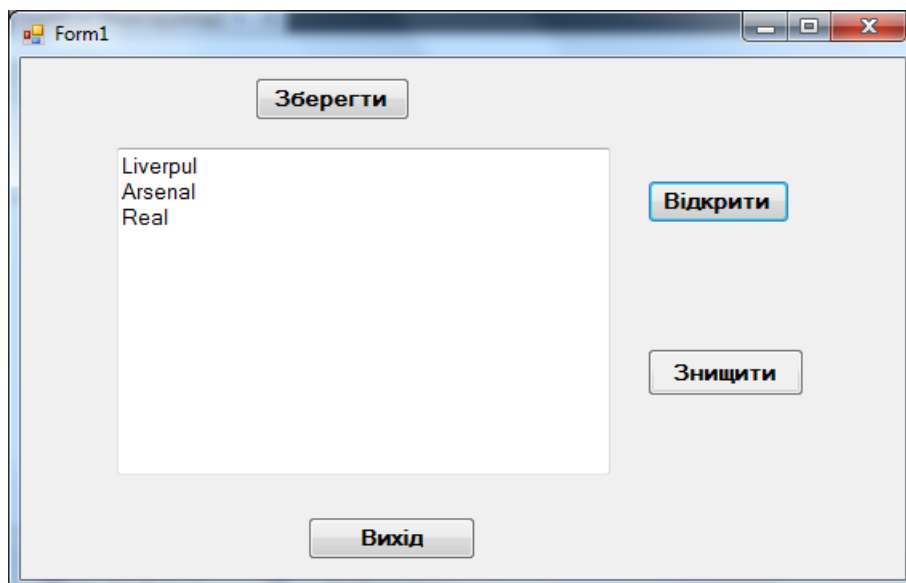 Form1
Зберегти
Liverpul
Arsenal
Real
Відкрити
Знищити
Вихід